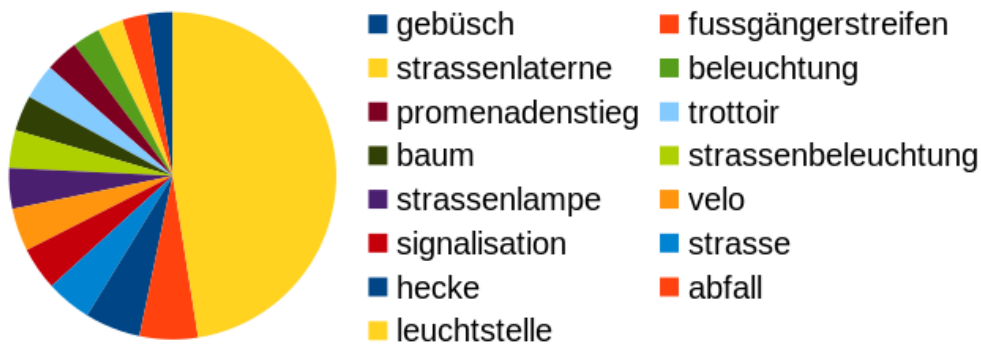 gebüsch
fussgängerstreifen
strassenlaterne
beleuchtung
promenadenstieg
trottoir
baum
strassenbeleuchtung
strassenlampe
velo
signalisation
strasse
hecke
abfall
leuchtstelle